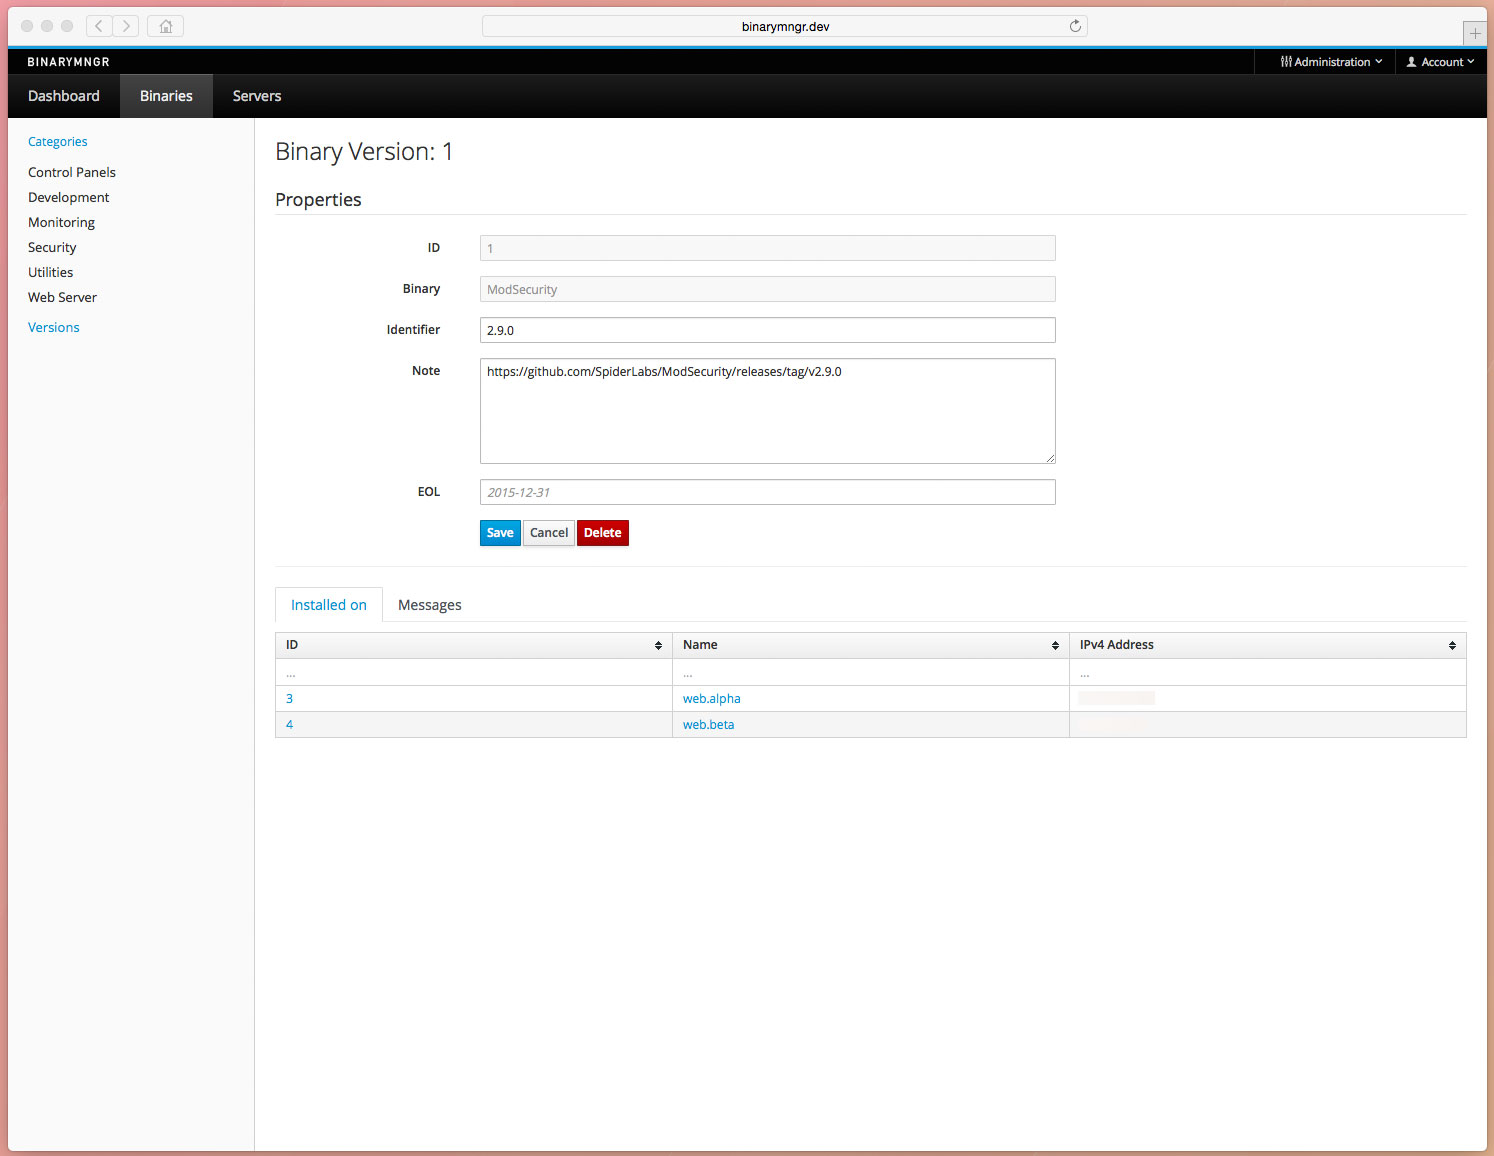 binarymngr.dev
BINARYMNGR
Administration
Account
Dashboard
Binaries
Servers
Categories
Control Panels
Development
Monitoring
Security
Utilities
Web Server
Versions
Binary Version: 1
Properties
ID
1
Binary
ModSecurity
Identifier
2.9.0
Note
https://github.com/SpiderLabs/ModSecurity/releases/tag/v2.9.0
EOL
2015-12-31
Save
Cancel
Delete
Installed on
Messages
ID
Name
IPv4 Address
... ... ...
3
web.alpha
4
web.beta